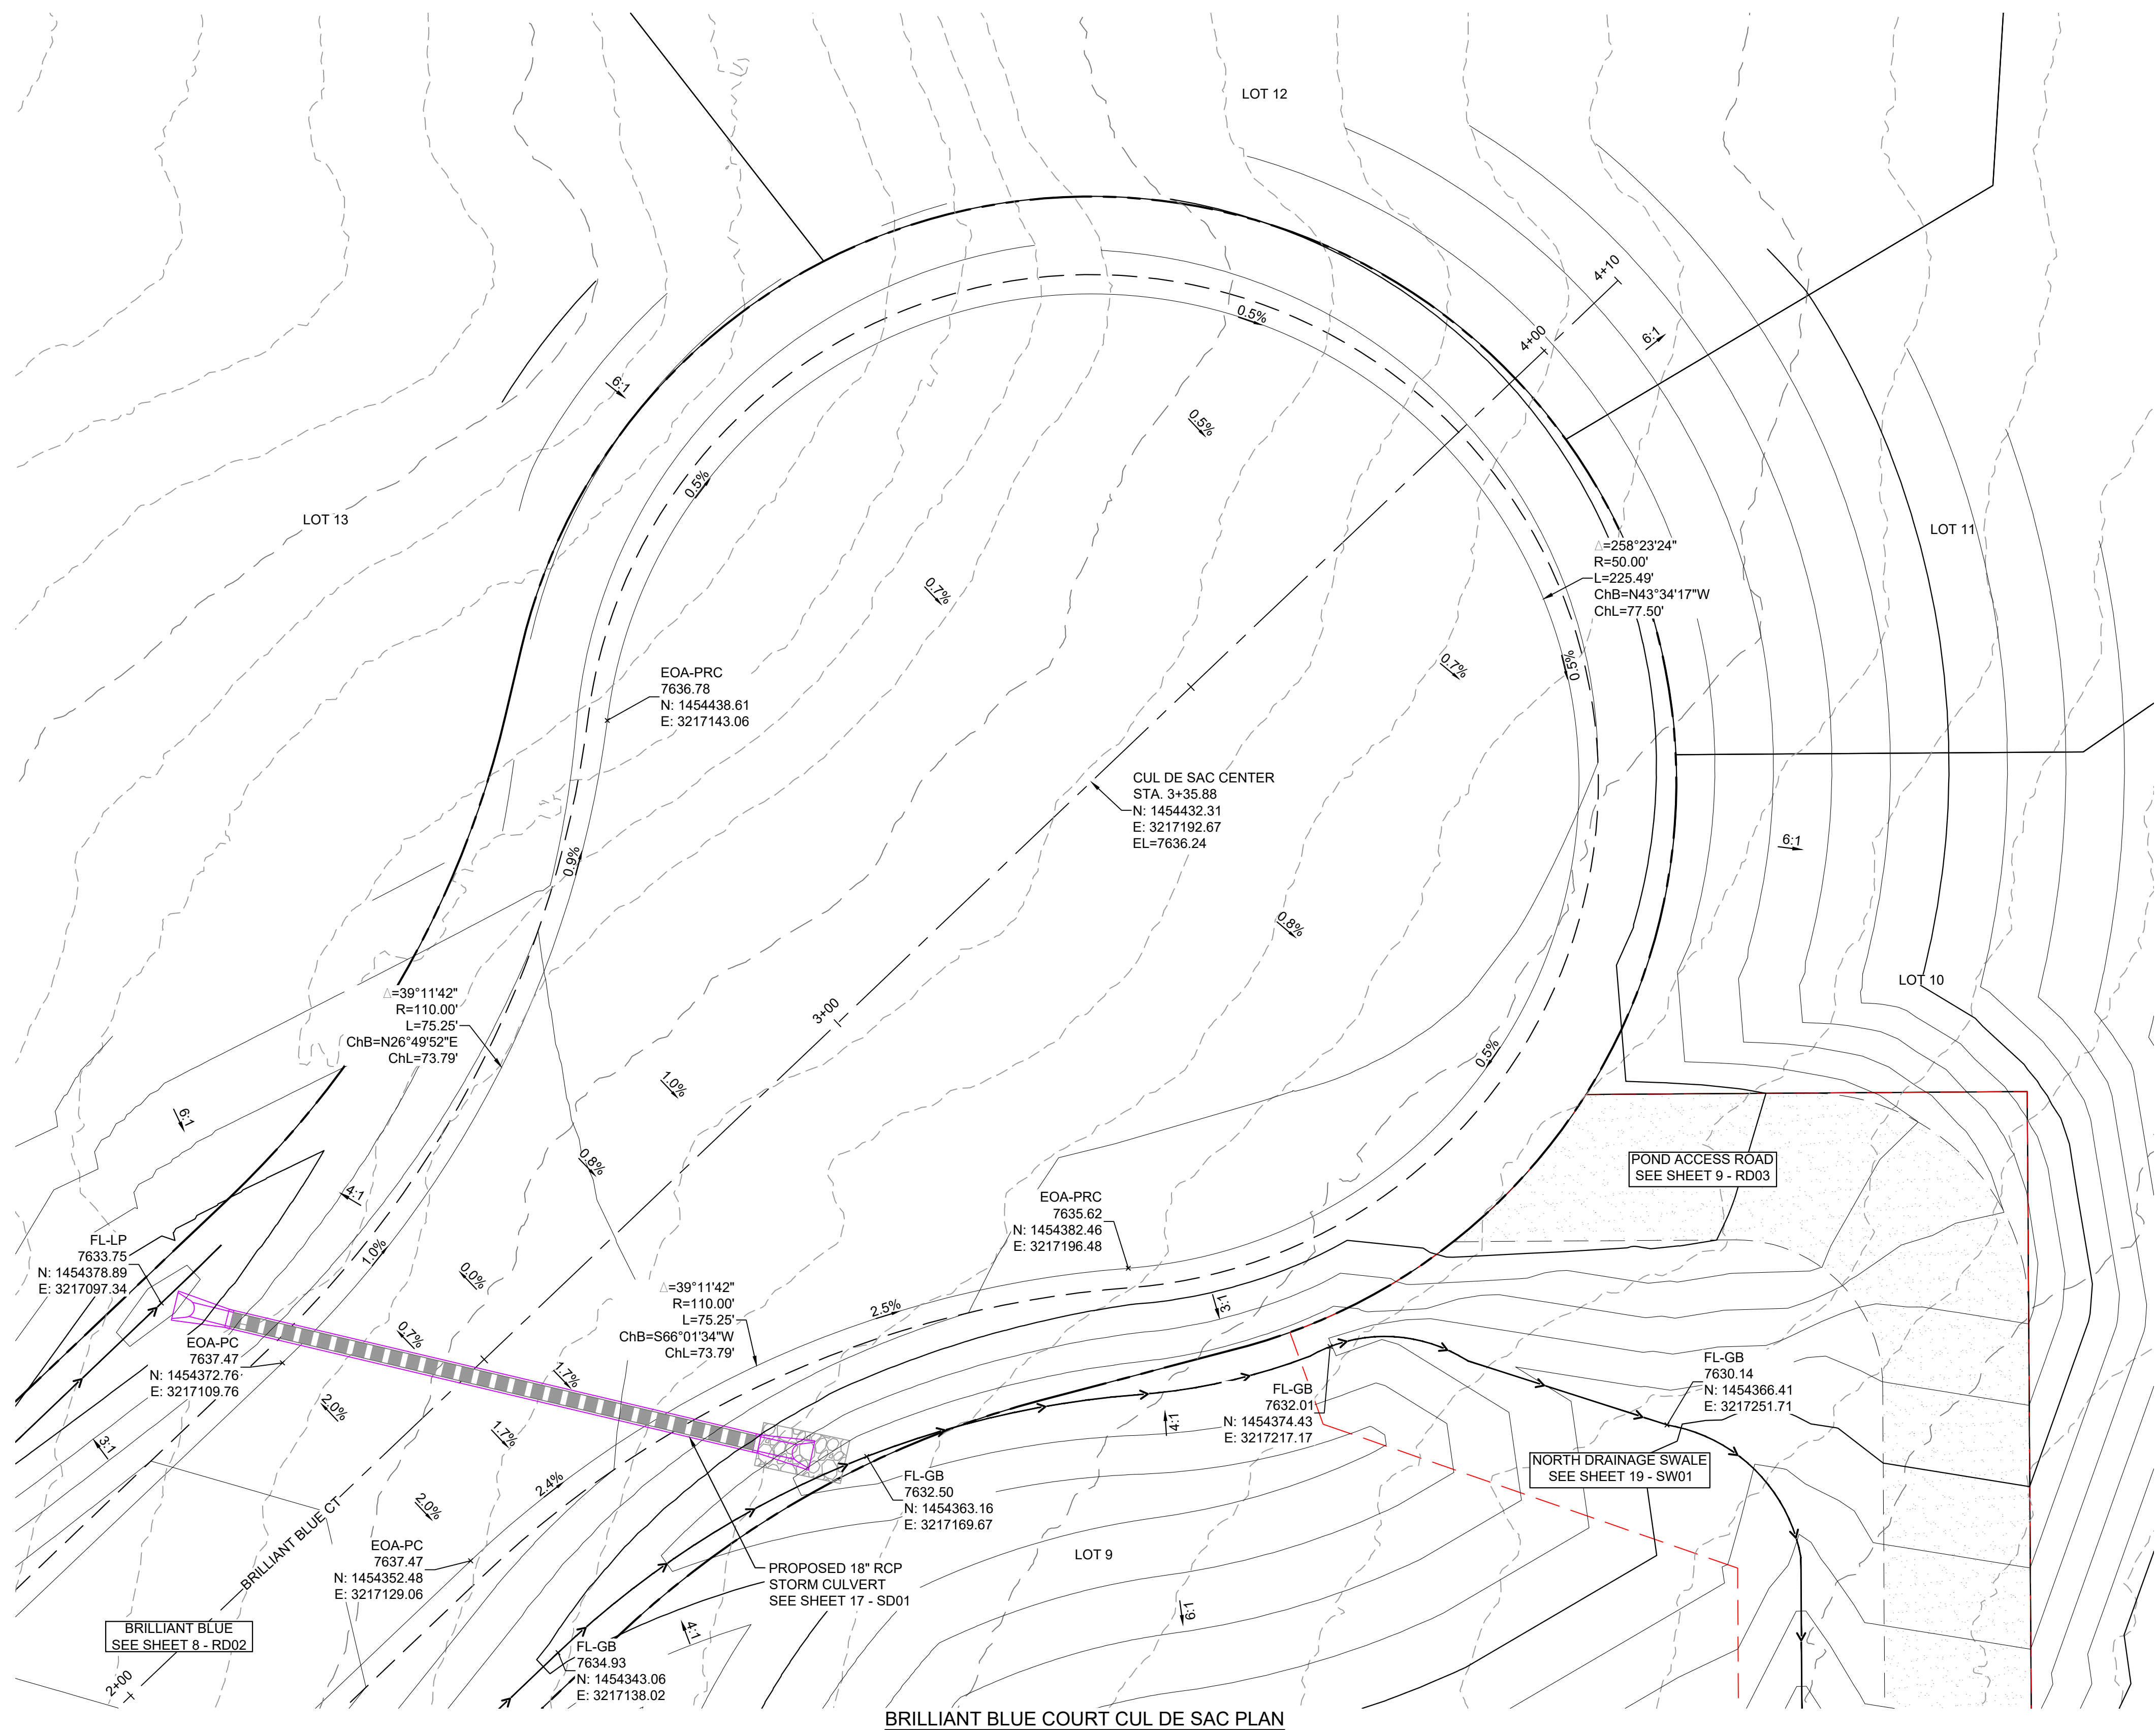 LOT 12
4+10
4+00
6:1
0.5%
6:1
0.5%
0.5%
LOT 13
LOT 11
Δ=258°23'24"
R=50.00'
L=225.49'
ChB=N43°34'17"W
ChL=77.50'
0.7%
0.7%
0.5%
EOA-PRC
7636.78
N: 1454438.61
E: 3217143.06
CUL DE SAC CENTER
STA. 3+35.88
N: 1454432.31
E: 3217192.67
EL=7636.24
0.9%
6:1
0.8%
LOT 10
Δ=39°11'42"
R=110.00'
L=75.25'
ChB=N26°49'52"E
ChL=73.79'
3+00
1.0%
0.5%
6:1
0.8%
4:1
POND ACCESS ROAD
SEE SHEET 9 - RD03
EOA-PRC
7635.62
N: 1454382.46
E: 3217196.48
FL-LP
7633.75
N: 1454378.89
E: 3217097.34
1.0%
0.0%
Δ=39°11'42"
R=110.00'
L=75.25'
ChB=S66°01'34"W
ChL=73.79'
2.5%
3:1
EOA-PC
7637.47
N: 1454372.76
E: 3217109.76
0.7%
1.7%
2.0%
1.7%
3:1
FL-GB
7632.01
N: 1454374.43
E: 3217217.17
4:1
FL-GB
7630.14
N: 1454366.41
E: 3217251.71
NORTH DRAINAGE SWALE
SEE SHEET 19 - SW01
2.4%
2.0%
FL-GB
7632.50
N: 1454363.16
E: 3217169.67
BRILLIANT BLUE CT
EOA-PC
7637.47
N: 1454352.48
E: 3217129.06
LOT 9
PROPOSED 18" RCP
STORM CULVERT
SEE SHEET 17 - SD01
6:1
4:1
BRILLIANT BLUE
SEE SHEET 8 - RD02
2+00
FL-GB
7634.93
N: 1454343.06
E: 3217138.02
BRILLIANT BLUE COURT CUL DE SAC PLAN